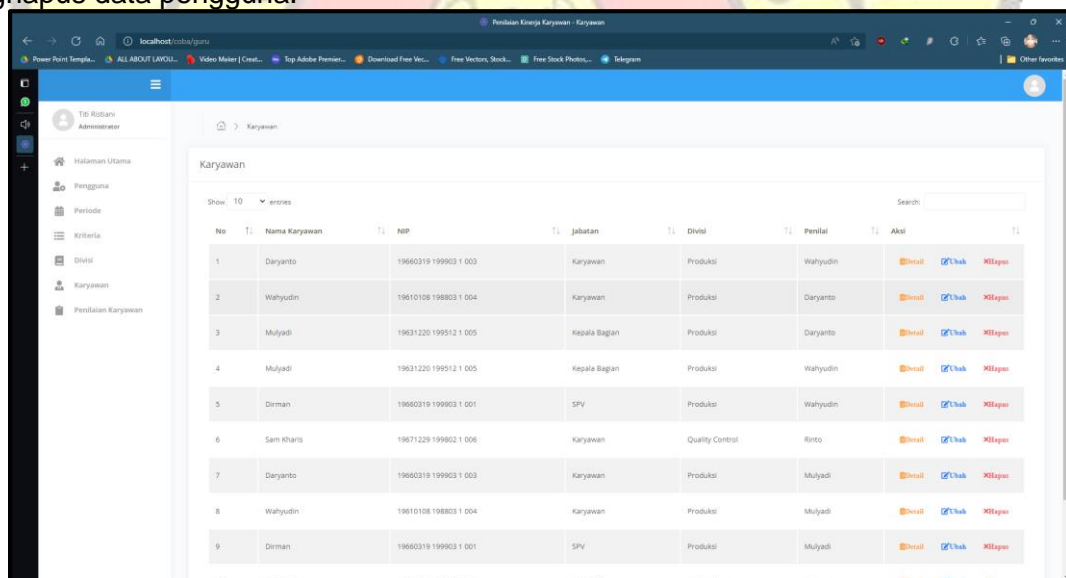 nghapus data pengguna.
Penilaian Kinerja Karyawan - Karyawan
localhost/coba/guru
Power Point Templa... ALL ABOUT LAYOU... Video Maker | Creat... Top Adobe Premier... Download Free Vec... Free Vectors, Stock... Free Stock Photos,... Telegram Other favorites
Titi Ristiani
Administrator
Karyawan
Halaman Utama
Pengguna
Periode
Kriteria
Divisi
Karyawan
Penilaian Karyawan
Karyawan
Show 10 entries Search:
No Nama Karyawan NIP Jabatan Divisi Penilai Aksi
1 Daryanto 19660319 199903 1 003 Karyawan Produksi Wahyudin Detail Ubah Hapus
2 Wahyudin 19610108 198803 1 004 Karyawan Produksi Daryanto Detail Ubah Hapus
3 Mulyadi 19631220 199512 1 005 Kepala Bagian Produksi Daryanto Detail Ubah Hapus
4 Mulyadi 19631220 199512 1 005 Kepala Bagian Produksi Wahyudin Detail Ubah Hapus
5 Dirman 19660319 199903 1 001 SPV Produksi Wahyudin Detail Ubah Hapus
6 Sam Kharis 19671229 199802 1 006 Karyawan Quality Control Rinto Detail Ubah Hapus
7 Daryanto 19660319 199903 1 003 Karyawan Produksi Mulyadi Detail Ubah Hapus
8 Wahyudin 19610108 198803 1 004 Karyawan Produksi Mulyadi Detail Ubah Hapus
9 Dirman 19660319 199903 1 001 SPV Produksi Mulyadi Detail Ubah Hapus